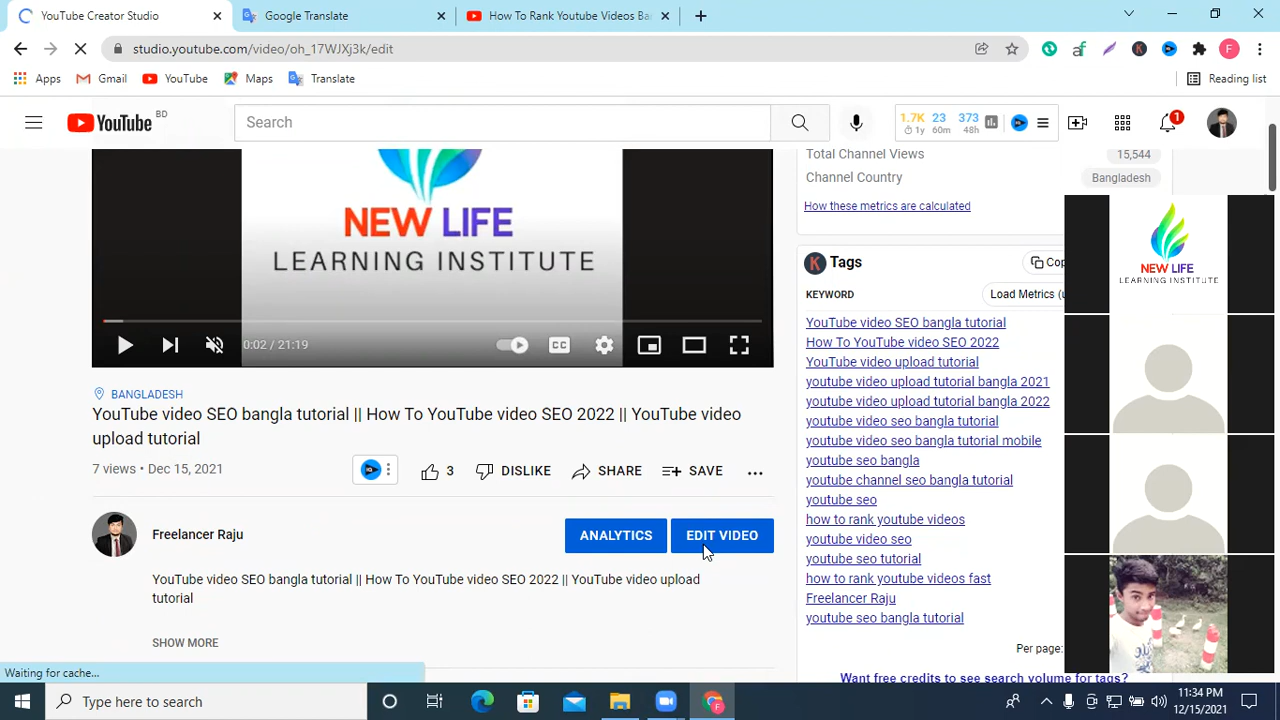 YouTube Creator Studio
Google Translate
How To Rank Youtube Videos Ba
studio.youtube.com/video/oh_17WJXj3k/edit
Apps
Gmail
YouTube
Maps
Translate
Reading list
YouTube BD
Search
1.7K 23 373
1y 60m 48h
1
Total Channel Views 15,544
Channel Country Bangladesh
How these metrics are calculated
NEW LIFE
LEARNING INSTITUTE
0:02 / 21:19
CC
K Tags
Cop
KEYWORD
Load Metrics (u
YouTube video SEO bangla tutorial
How To YouTube video SEO 2022
YouTube video upload tutorial
youtube video upload tutorial bangla 2021
youtube video upload tutorial bangla 2022
youtube video seo bangla tutorial
youtube video seo bangla tutorial mobile
youtube seo bangla
youtube channel seo bangla tutorial
youtube seo
how to rank youtube videos
youtube video seo
youtube seo tutorial
how to rank youtube videos fast
Freelancer Raju
youtube seo bangla tutorial
Per page:
Want free credits to see search volume for tags?
NEW LIFE
LEARNING INSTITUTE
BANGLADESH
YouTube video SEO bangla tutorial || How To YouTube video SEO 2022 || YouTube video
upload tutorial
7 views • Dec 15, 2021
3
DISLIKE
SHARE
SAVE
Freelancer Raju
ANALYTICS
EDIT VIDEO
YouTube video SEO bangla tutorial || How To YouTube video SEO 2022 || YouTube video upload
tutorial
SHOW MORE
Waiting for cache...
Type here to search
11:34 PM
12/15/2021